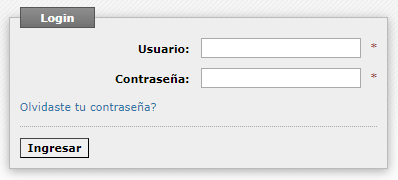 Login
Usuario: *
Contraseña: *
Olvidaste tu contraseña?
Ingresar